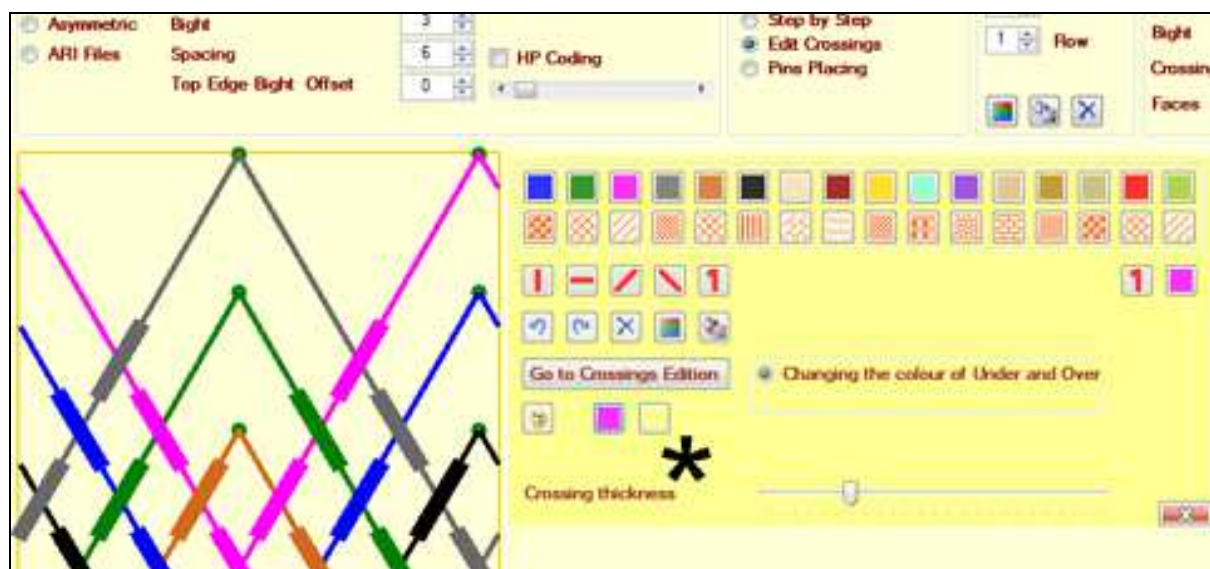 Asymmetric Bight 3
ARI Files Spacing 6 HP Coding
Top Edge Bight Offset 0
Step by Step
Edit Crossings
Pins Placing
1 Row
Bight
Crossing
Faces
1 1
Go to Crossings Edition Changing the colour of Under and Over
*
Crossing thickness